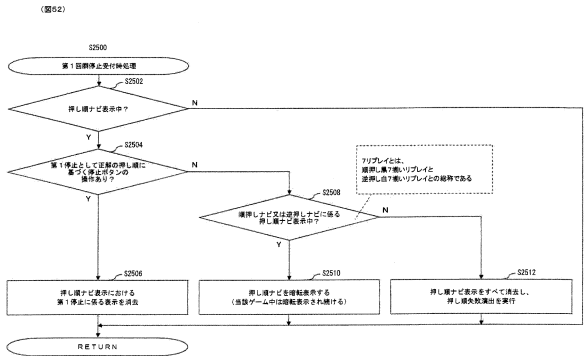 (図52)
S2500
第1回胴停止受付時処理
S2502
押し順ナビ表示中?
N
Y
S2504
第1停止として正解の押し順に
基づく停止ボタンの
操作あり?
N
Y
7リプレイとは、
順押し黒7揃いリプレイと
逆押し白7揃いリプレイとの総称である
S2508
順押しナビ又は逆押しナビに係る
押し順ナビ表示中?
N
Y
S2506
押し順ナビ表示における
第1停止に係る表示を消去
S2510
押し順ナビを暗転表示する
(当該ゲーム中は暗転表示され続ける)
S2512
押し順ナビ表示をすべて消去し、
押し順失敗演出を実行
RETURN